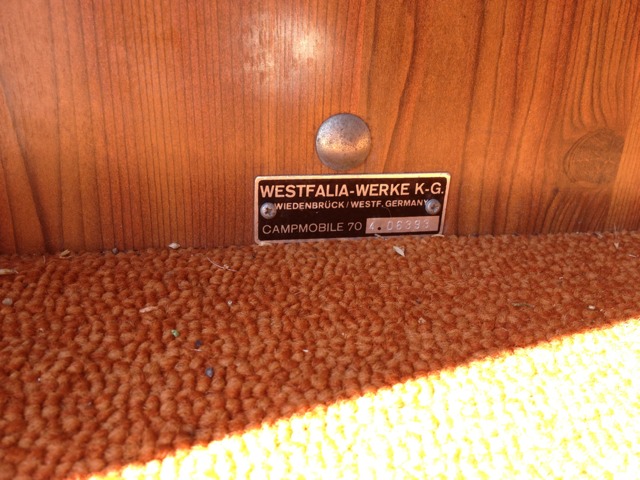 WESTFALIA-WERKE K-G.
WIEDENBRÜCK / WESTF. GERMANY
CAMPMOBILE 70 4.06393